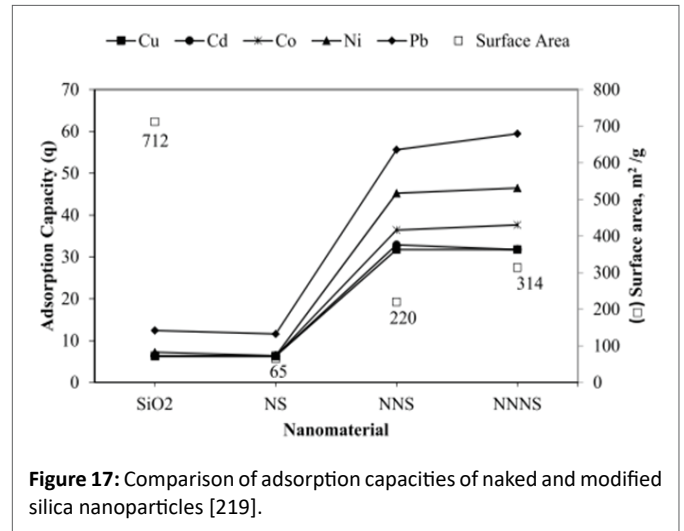 Cu Cd Co Ni Pb □ Surface Area
70 800
60 700
50 600
40 500
30 400
20 300
10 200
0 100
0
712
65
220
314
Adsorption Capacity (q)
(□) Surface area, m² /g
SiO2 NS NNS NNNS
Nanomaterial
Figure 17: Comparison of adsorption capacities of naked and modified
silica nanoparticles [219].